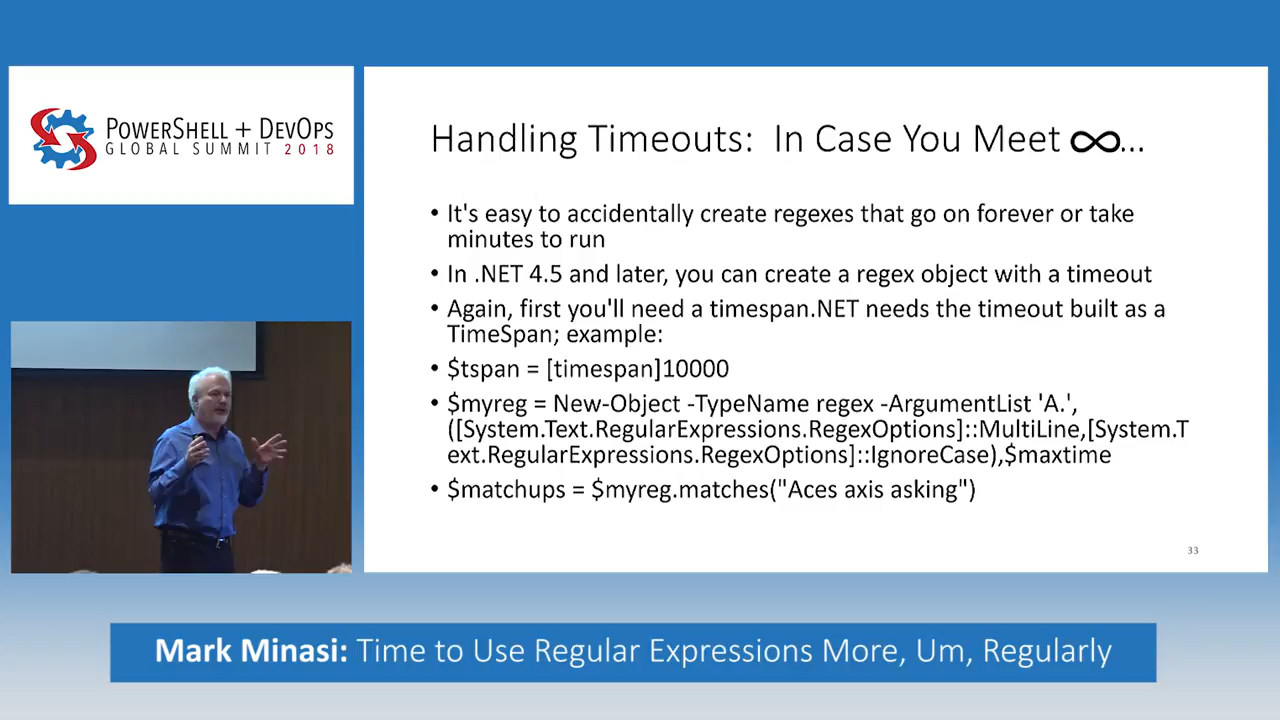 POWERSHELL + DEVOPS
GLOBAL SUMMIT 2018
Handling Timeouts: In Case You Meet ∞...
• It's easy to accidentally create regexes that go on forever or take
minutes to run
• In .NET 4.5 and later, you can create a regex object with a timeout
• Again, first you'll need a timespan.NET needs the timeout built as a
TimeSpan; example:
• $tspan = [timespan]10000
• $myreg = New-Object -TypeName regex -ArgumentList 'A.',
([System.Text.RegularExpressions.RegexOptions]::MultiLine,[System.T
ext.RegularExpressions.RegexOptions]::IgnoreCase),$maxtime
• $matchups = $myreg.matches("Aces axis asking")
33
Mark Minasi: Time to Use Regular Expressions More, Um, Regularly